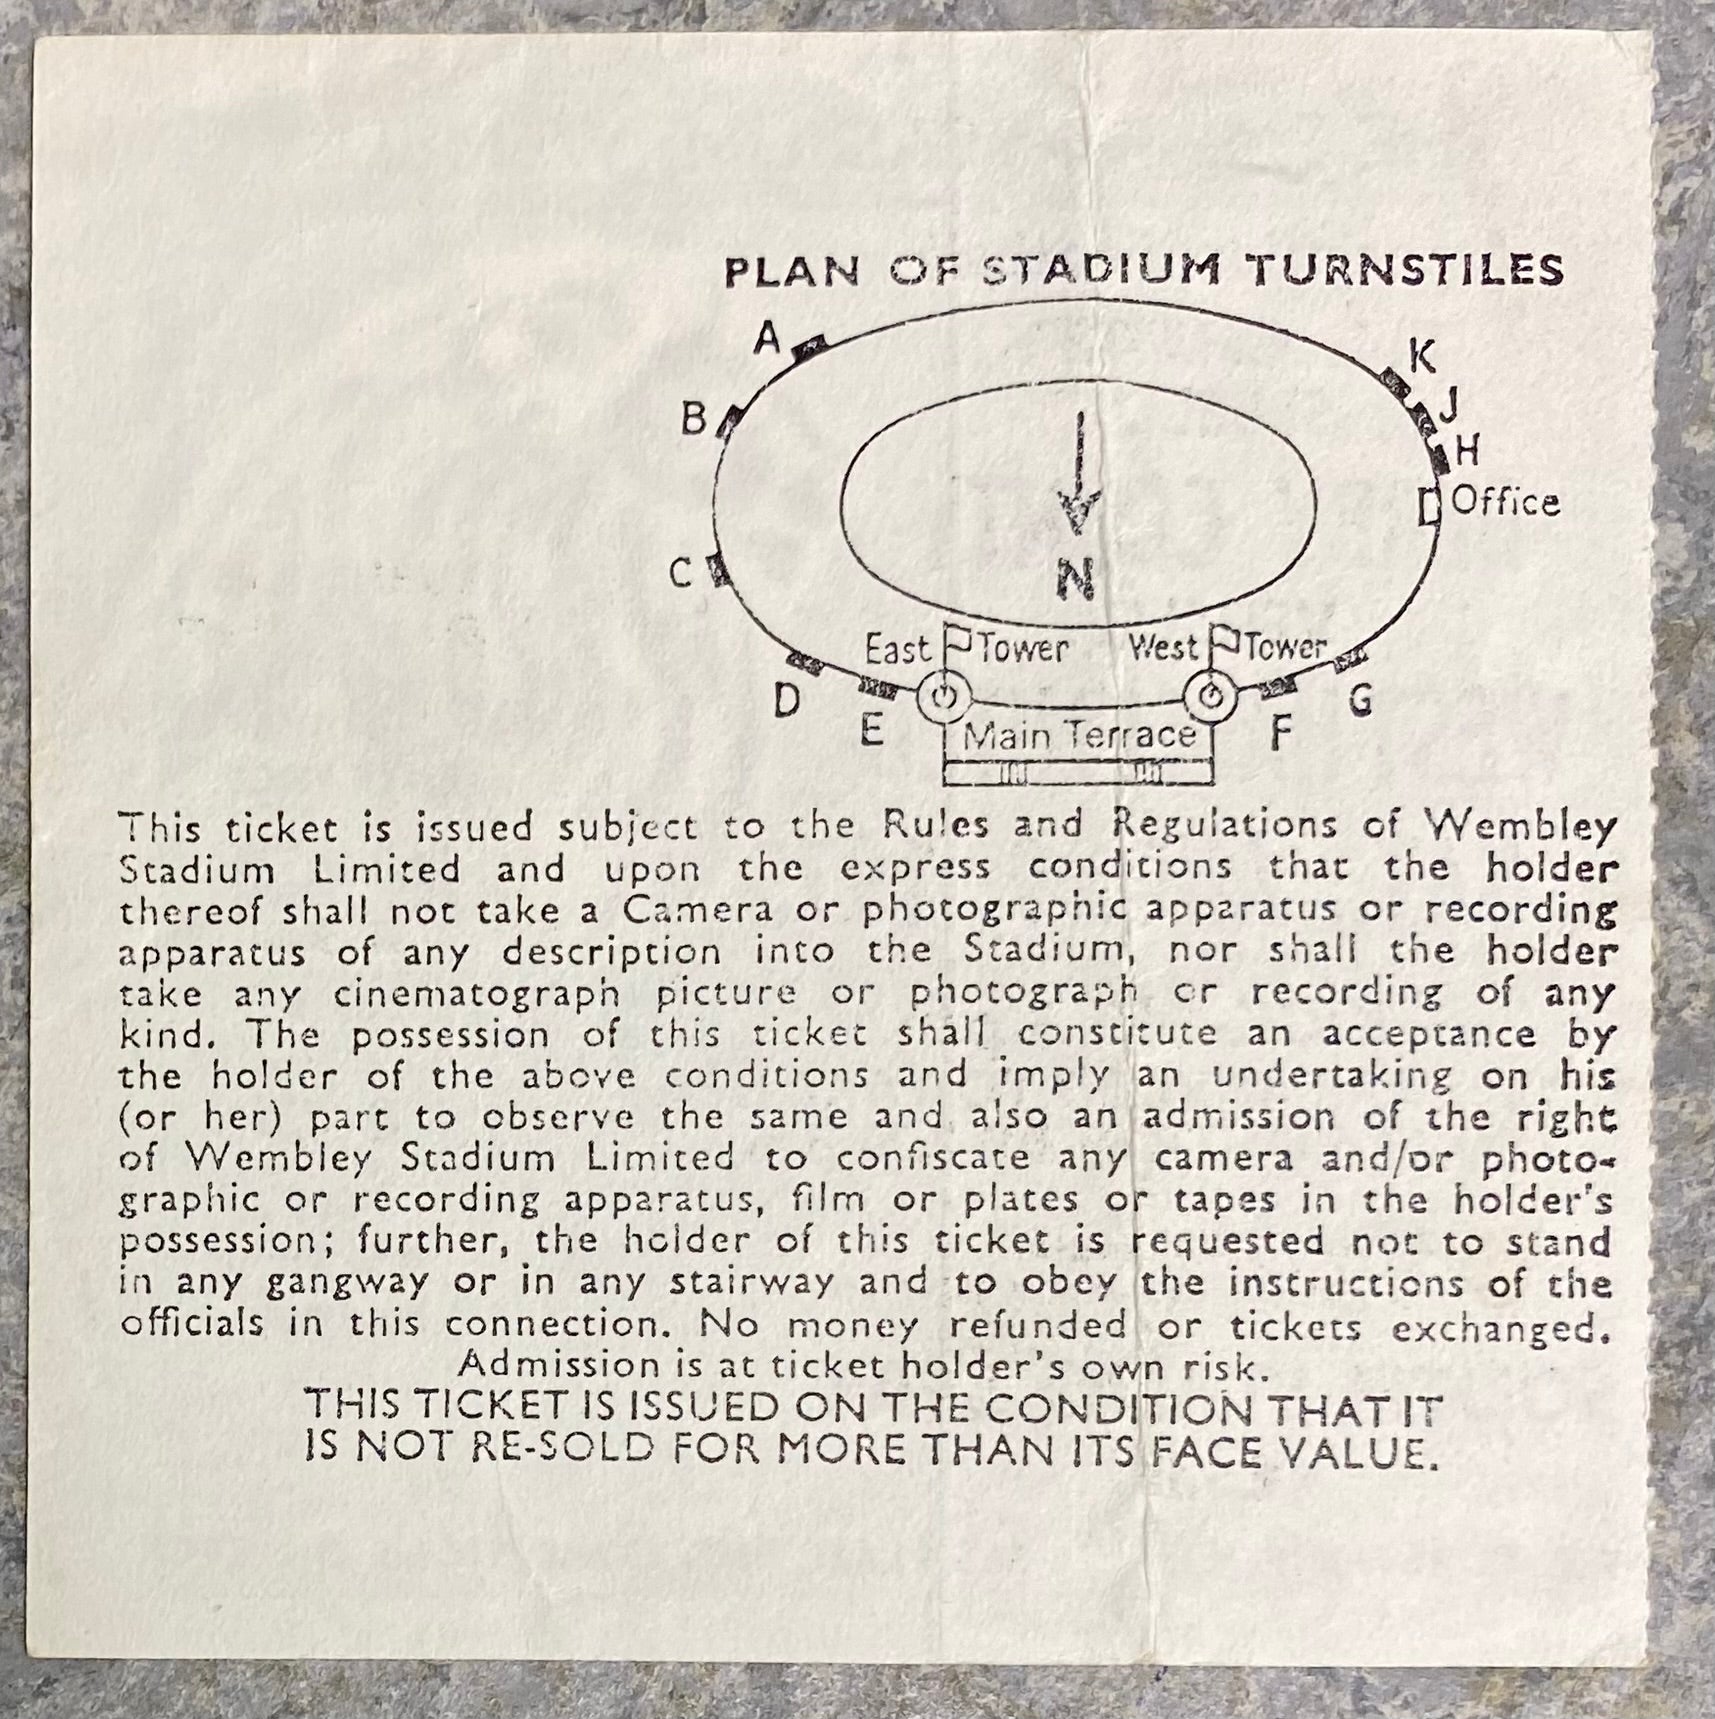 PLAN OF STADIUM TURNSTILES
A
K
B
J
H
Office
N
C
East Tower
West Tower
D
E
F
G
Main Terrace
This ticket is issued subject to the Rules and Regulations of Wembley
Stadium Limited and upon the express conditions that the holder
thereof shall not take a Camera or photographic apparatus or recording
apparatus of any description into the Stadium, nor shall the holder
take any cinematograph picture or photograph or recording of any
kind. The possession of this ticket shall constitute an acceptance by
the holder of the above conditions and imply an undertaking on his
(or her) part to observe the same and also an admission of the right
of Wembley Stadium Limited to confiscate any camera and/or photo-
graphic or recording apparatus, film or plates or tapes in the holder's
possession; further, the holder of this ticket is requested not to stand
in any gangway or in any stairway and to obey the instructions of the
officials in this connection. No money refunded or tickets exchanged.
Admission is at ticket holder's own risk.
THIS TICKET IS ISSUED ON THE CONDITION THAT IT
IS NOT RE-SOLD FOR MORE THAN ITS FACE VALUE.